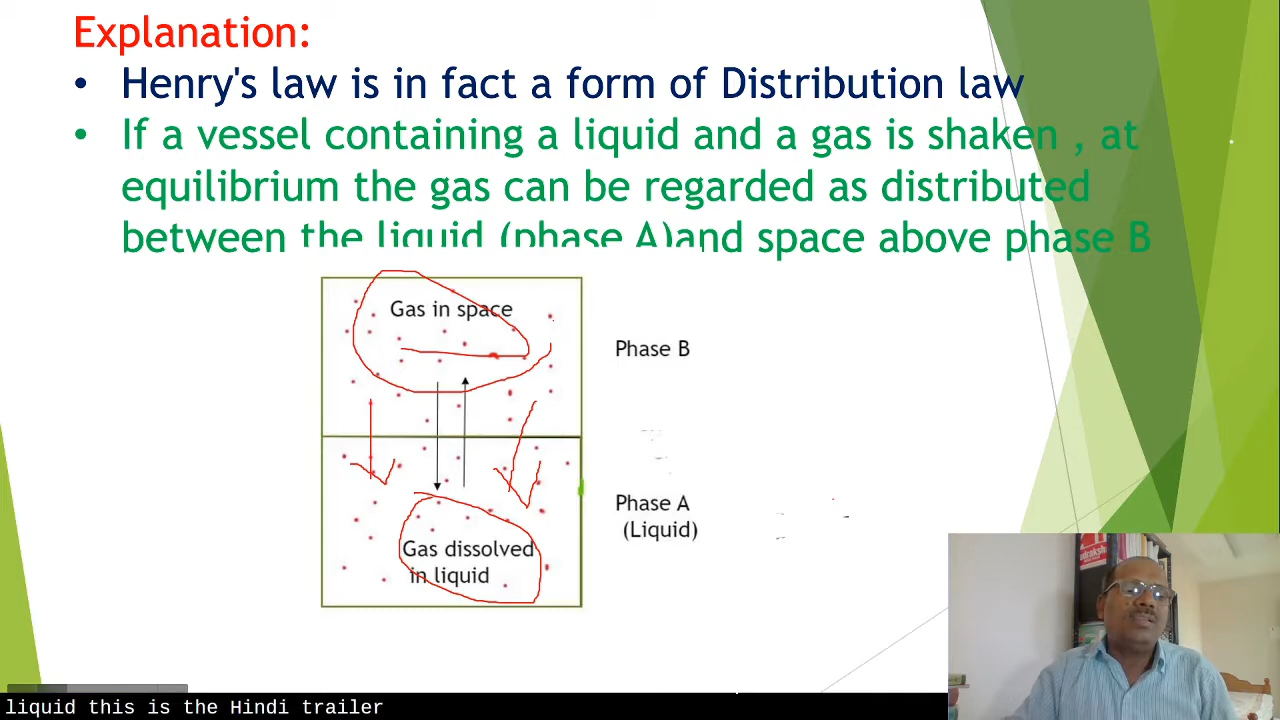 Explanation:
• Henry's law is in fact a form of Distribution law
• If a vessel containing a liquid and a gas is shaken , at
equilibrium the gas can be regarded as distributed
between the liquid (phase A)and space above phase B
Gas in space
Phase B
Phase A
(Liquid)
Gas dissolved
in liquid
liquid this is the Hindi trailer